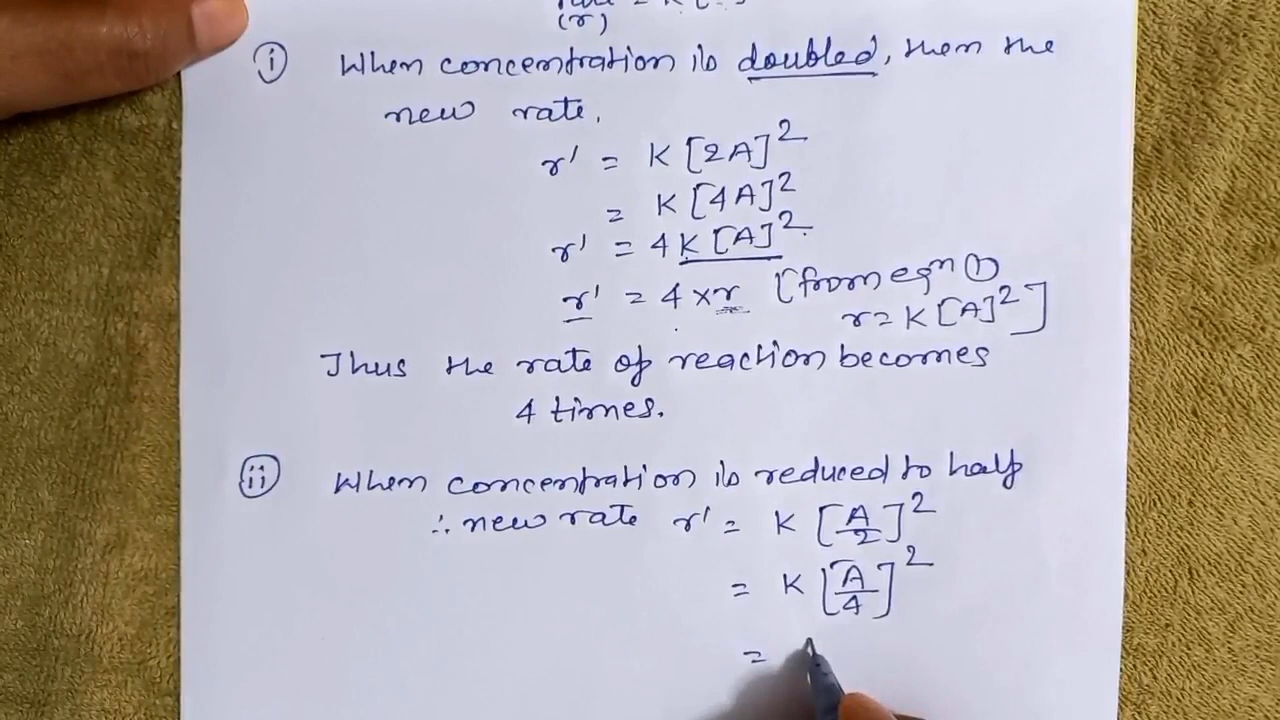 (r)
(i) When concentration is doubled, then the
new rate.
r' = K [2A]²
= K [4A]²
r' = 4 K [A]²
r' = 4 × r [from eqn (1)
r = K [A]²]
Thus the rate of reaction becomes
4 times.
(ii) When concentration is reduced to half
∴ new rate r' = K [A/2]²
= K [A/4]²
=